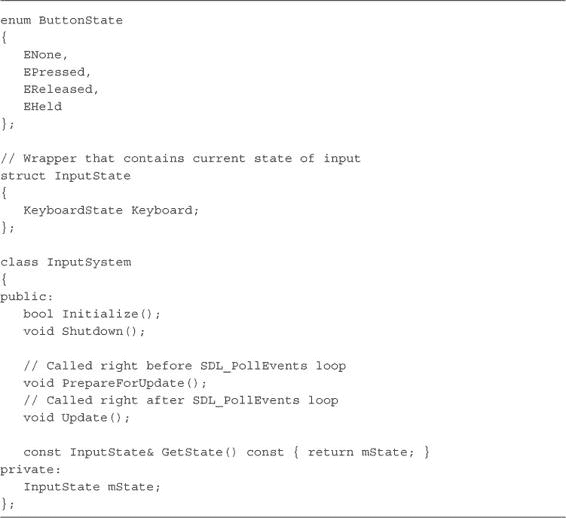 enum ButtonState
{
   ENone,
   EPressed,
   EReleased,
   EHeld
};

// Wrapper that contains current state of input
struct InputState
{
   KeyboardState Keyboard;
};

class InputSystem
{
public:
   bool Initialize();
   void Shutdown();

   // Called right before SDL_PollEvents loop
   void PrepareForUpdate();
   // Called right after SDL_PollEvents loop
   void Update();

   const InputState& GetState() const { return mState; }
private:
   InputState mState;
};